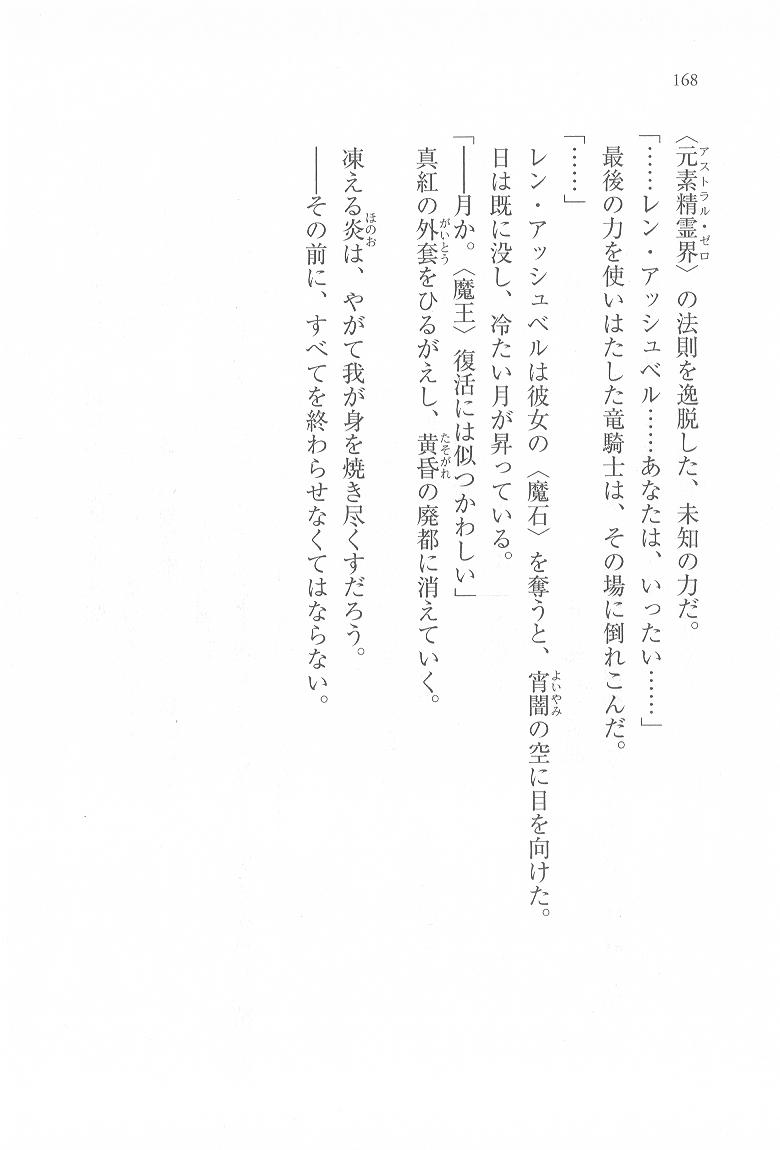 168
〈元素精霊界〉の法則を逸脱した、未知の力だ。
アストラル・ゼロ
「……レン・アッシュベル……あなたは、いったい……」
最後の力を使いはたした竜騎士は、その場に倒れこんだ。
「……」
レン・アッシュベルは彼女の〈魔石〉を奪うと、宵闇の空に目を向けた。
よいやみ
日は既に没し、冷たい月が昇っている。
「――月か。〈魔王〉復活には似つかわしい」
真紅の外套をひるがえし、黄昏の廃都に消えていく。
がいとう
たそがれ
凍える炎は、やがて我が身を焼き尽くすだろう。
ほのお
――その前に、すべてを終わらせなくてはならない。